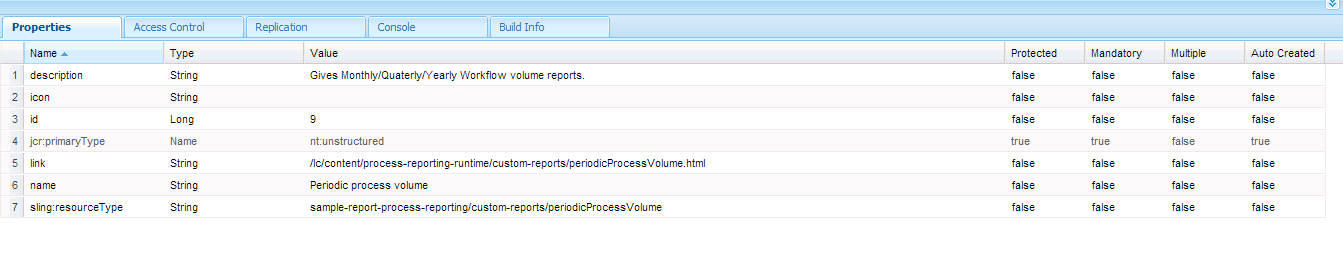 Properties Access Control Replication Console Build Info
Name Type Value Protected Mandatory Multiple Auto Created
1 description String Gives Monthly/Quaterly/Yearly Workflow volume reports. false false false false
2 icon String false false false false
3 id Long 9 false false false false
4 jcr:primaryType Name nt:unstructured true true false true
5 link String /lc/content/process-reporting-runtime/custom-reports/periodicProcessVolume.html false false false false
6 name String Periodic process volume false false false false
7 sling:resourceType String sample-report-process-reporting/custom-reports/periodicProcessVolume false false false false